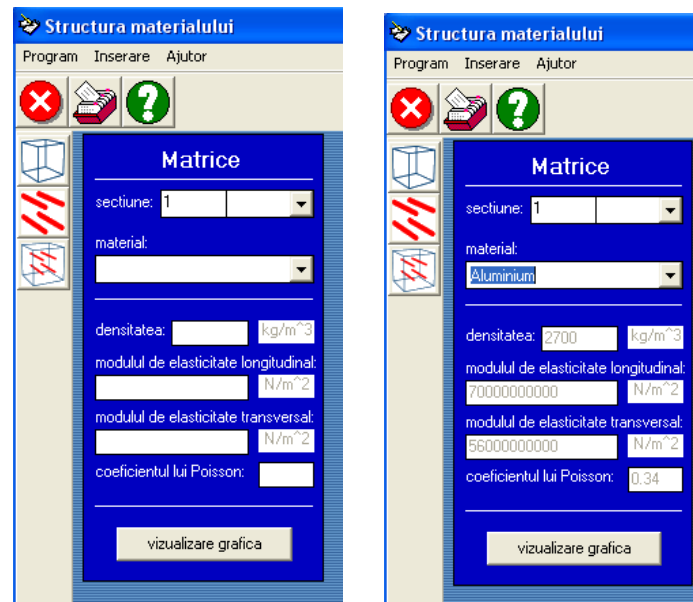 Structura materialului
Program Inserare Ajutor
Matrice
sectiune: 1
material:
densitatea: kg/m^3
modulul de elasticitate longitudinal:
N/m^2
modulul de elasticitate transversal:
N/m^2
coeficientul lui Poisson:
vizualizare grafica
Structura materialului
Program Inserare Ajutor
Matrice
sectiune: 1
material:
Aluminium
densitatea: 2700 kg/m^3
modulul de elasticitate longitudinal:
70000000000 N/m^2
modulul de elasticitate transversal:
56000000000 N/m^2
coeficientul lui Poisson: 0.34
vizualizare grafica